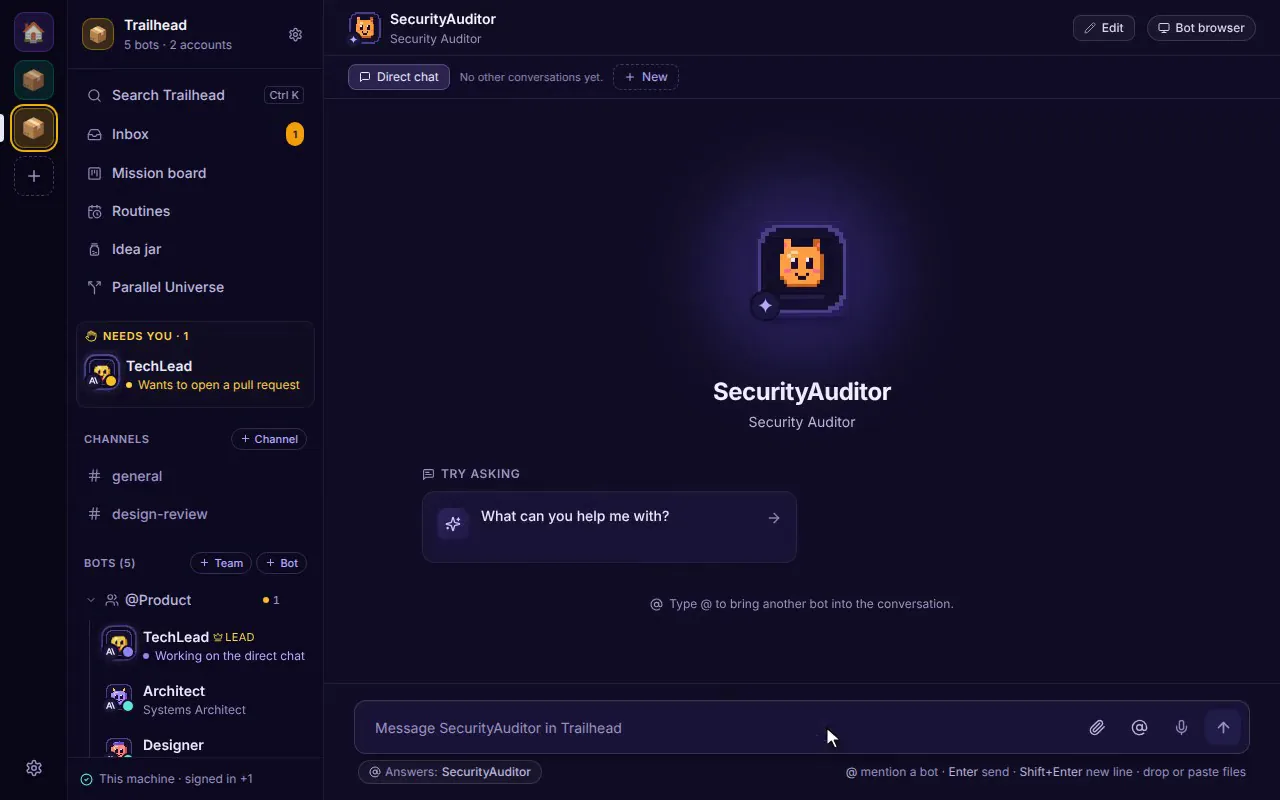 Trailhead
5 bots · 2 accounts
Search Trailhead
Ctrl K
Inbox
1
Mission board
Routines
Idea jar
Parallel Universe
NEEDS YOU · 1
TechLead
Wants to open a pull request
CHANNELS
+ Channel
# general
# design-review
BOTS (5)
+ Team
+ Bot
@Product
1
TechLead LEAD
Working on the direct chat
Architect
Systems Architect
Designer
This machine · signed in +1
SecurityAuditor
Security Auditor
Edit
Bot browser
Direct chat
No other conversations yet.
+ New
SecurityAuditor
Security Auditor
TRY ASKING
What can you help me with?
@ Type @ to bring another bot into the conversation.
Message SecurityAuditor in Trailhead
@ Answers: SecurityAuditor
@ mention a bot · Enter send · Shift+Enter new line · drop or paste files